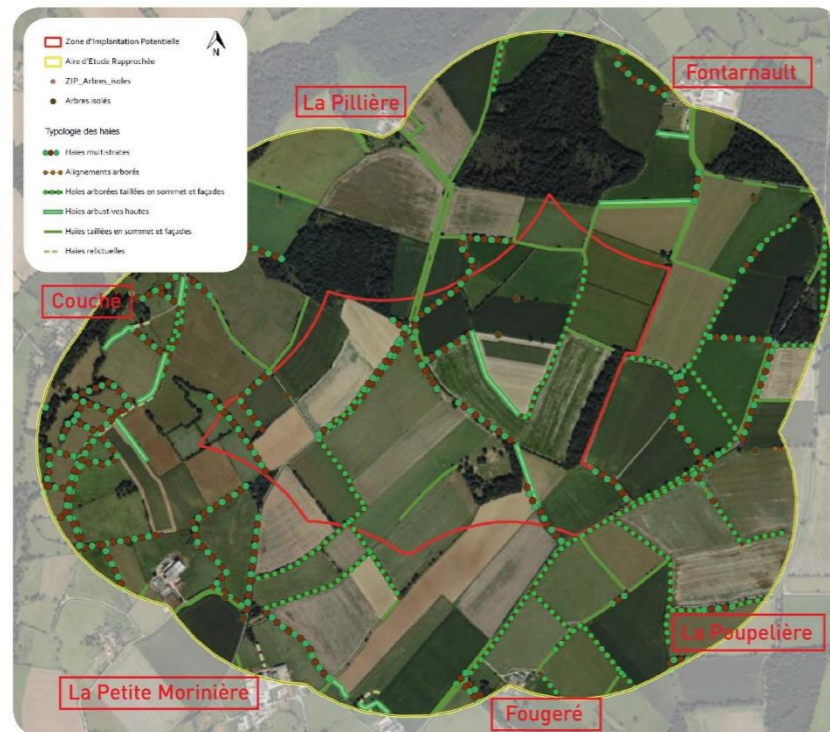 Zone d'Implantation Potentielle
Aire d'Etude Rapprochée
ZIP_Arbres_isoles
Arbres isolés
N
Typologie des haies
Haies multistrates
Alignements arborés
Haies arborées taillées en sommet et façades
Haies arbustives hautes
Haies taillées en sommet et façades
Haies relictuelles
Fontarnault
La Pillière
Couche
La Poupelière
La Petite Morinière
Fougeré